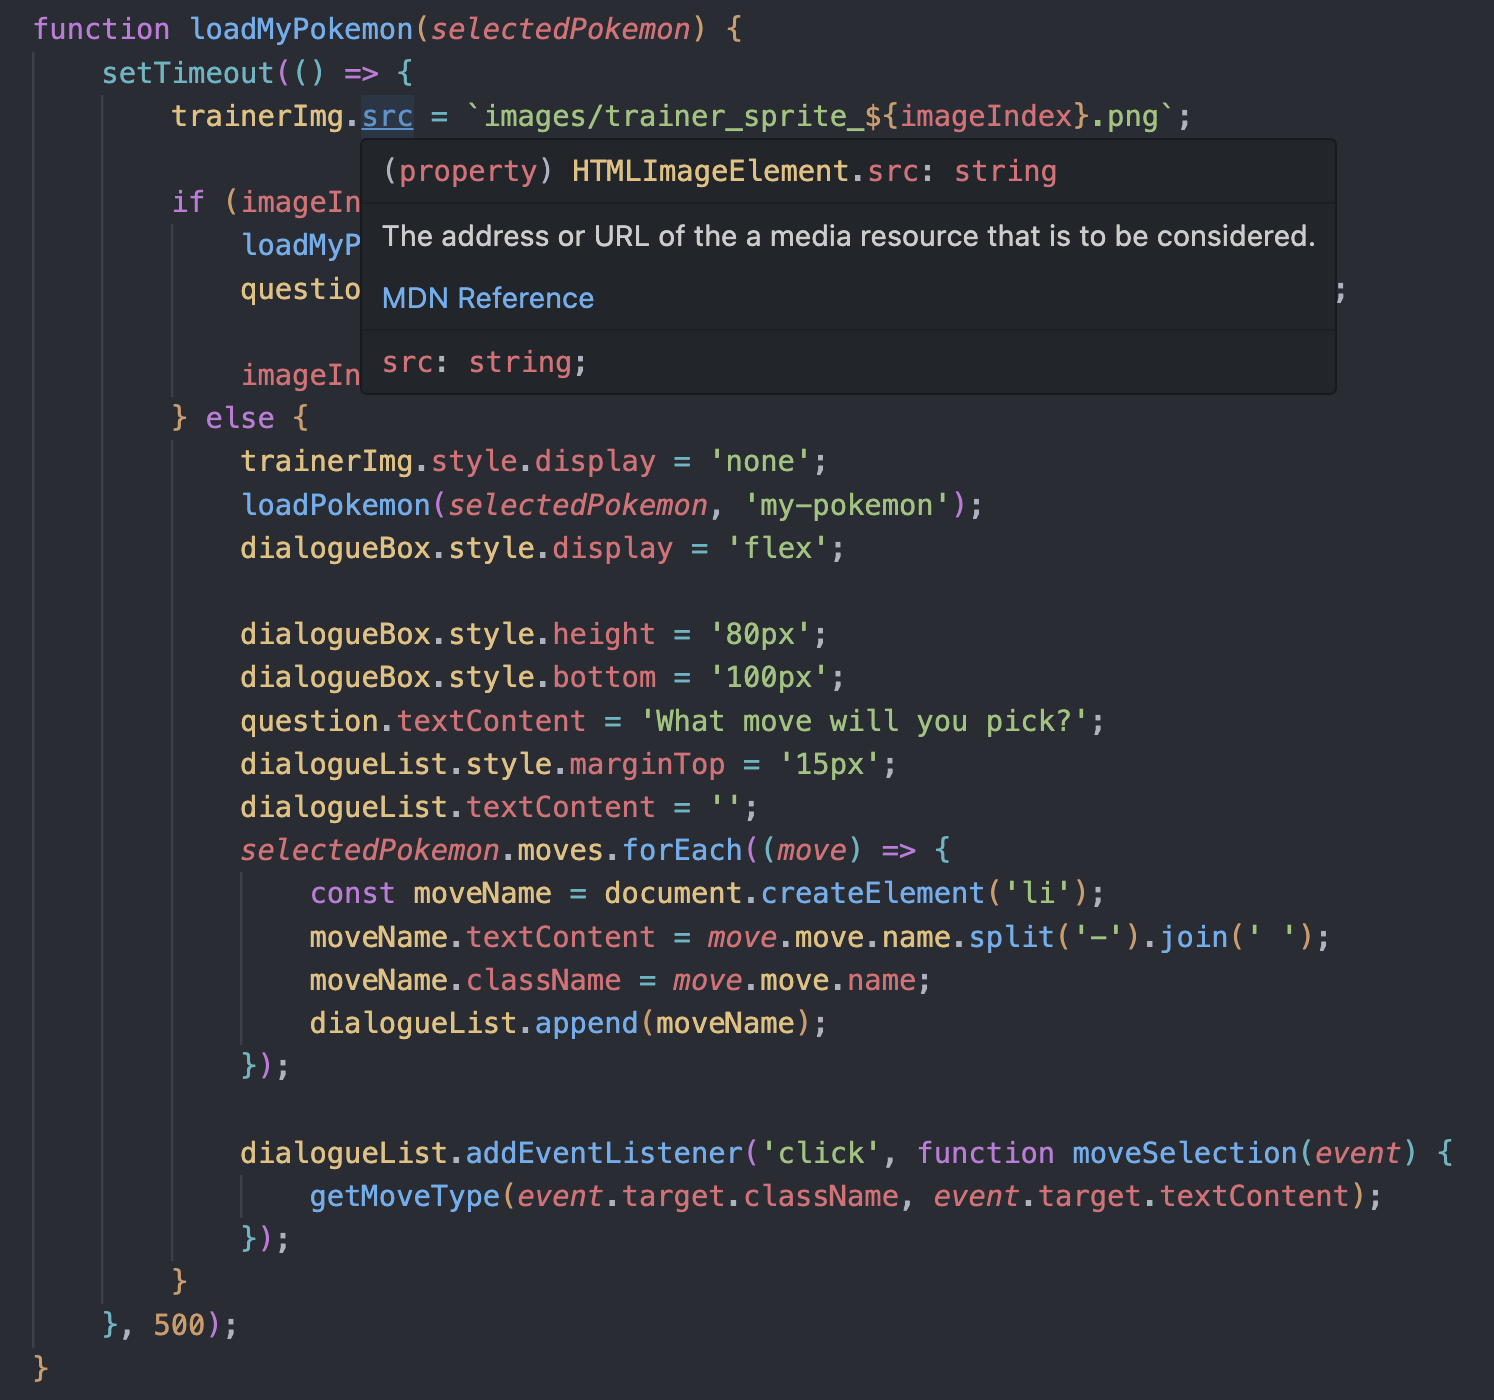 function loadMyPokemon(selectedPokemon) {
setTimeout(() => {
trainerImg.src = `images/trainer_sprite_${imageIndex}.png`;
(property) HTMLImageElement.src: string
The address or URL of the a media resource that is to be considered.
MDN Reference
src: string;
if (imageIn
loadMyP
questio ;
imageIn
} else {
trainerImg.style.display = 'none';
loadPokemon(selectedPokemon, 'my-pokemon');
dialogueBox.style.display = 'flex';
dialogueBox.style.height = '80px';
dialogueBox.style.bottom = '100px';
question.textContent = 'What move will you pick?';
dialogueList.style.marginTop = '15px';
dialogueList.textContent = '';
selectedPokemon.moves.forEach((move) => {
const moveName = document.createElement('li');
moveName.textContent = move.move.name.split('-').join(' ');
moveName.className = move.move.name;
dialogueList.append(moveName);
});
dialogueList.addEventListener('click', function moveSelection(event) {
getMoveType(event.target.className, event.target.textContent);
});
}
}, 500);
}